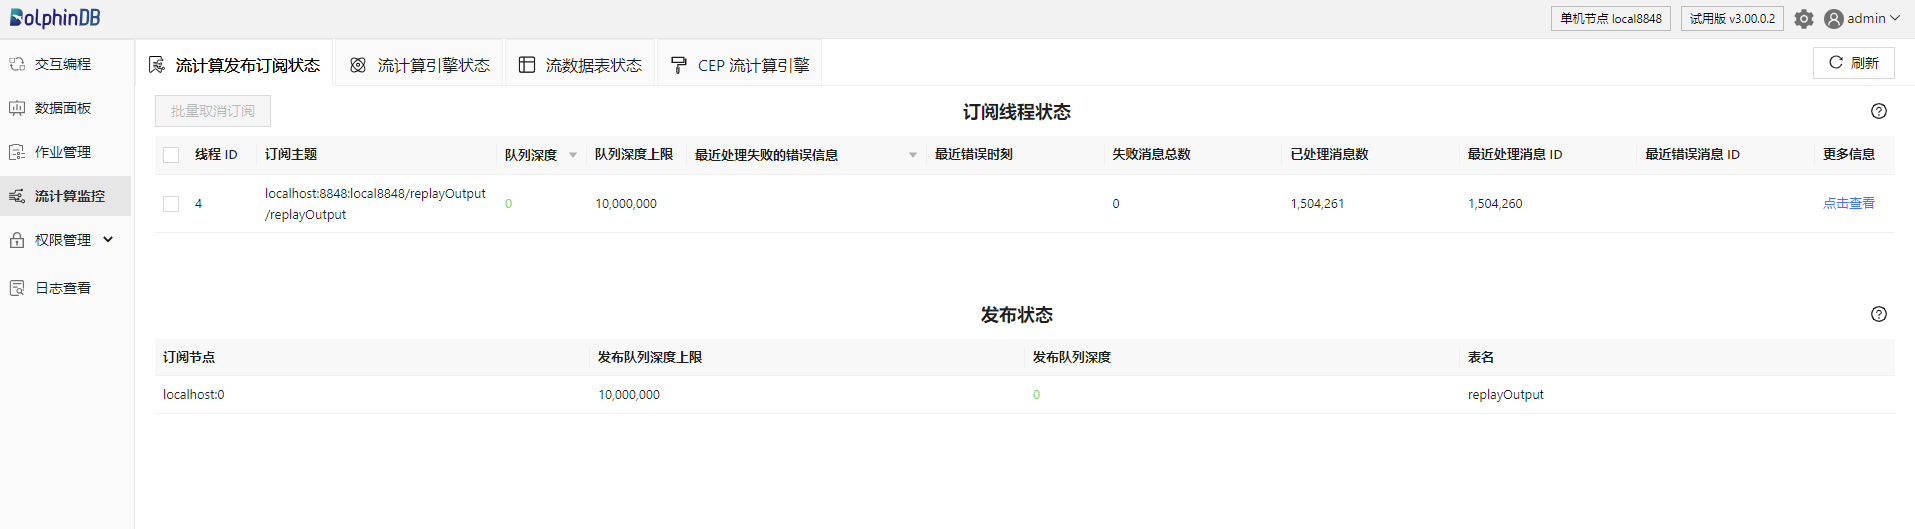 DolphinDB
单机节点 local8848
试用版 v3.00.0.2
admin
交互编程
数据面板
作业管理
流计算监控
权限管理
日志查看
流计算发布订阅状态
流计算引擎状态
流数据表状态
CEP 流计算引擎
刷新
批量取消订阅
订阅线程状态
线程 ID 订阅主题 队列深度 队列深度上限 最近处理失败的错误信息 最近错误时刻 失败消息总数 已处理消息数 最近处理消息 ID 最近错误消息 ID 更多信息
4 localhost:8848:local8848/replayOutput
/replayOutput 0 10,000,000 0 1,504,261 1,504,260 点击查看
发布状态
订阅节点 发布队列深度上限 发布队列深度 表名
localhost:0 10,000,000 0 replayOutput